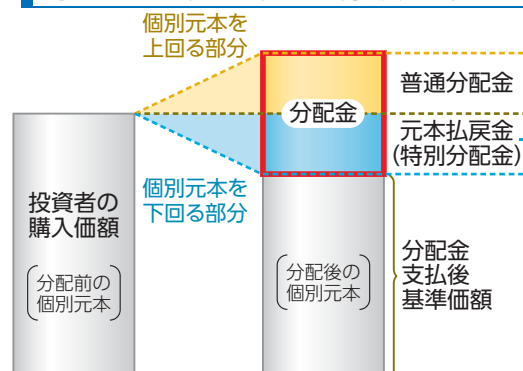 個別元本を
上回る部分
普通分配金
分配金
元本払戻金
(特別分配金)
個別元本を
下回る部分
投資者の
購入価額
分配前の
個別元本
分配後の
個別元本
分配金
支払後
基準価額